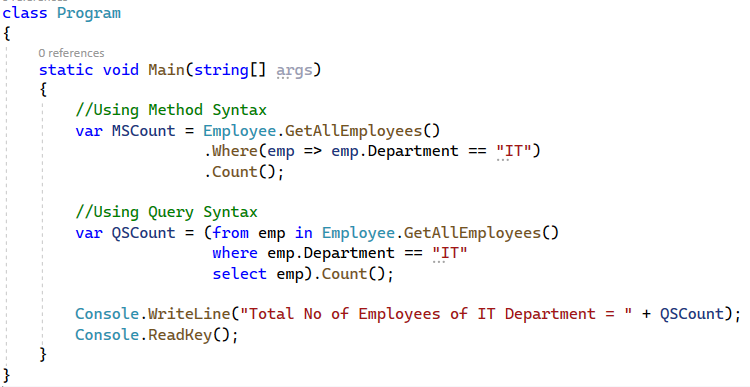 class Program
{
0 references
static void Main(string[] args)
{
//Using Method Syntax
var MSCount = Employee.GetAllEmployees()
.Where(emp => emp.Department == "IT")
.Count();
//Using Query Syntax
var QSCount = (from emp in Employee.GetAllEmployees()
where emp.Department == "IT"
select emp).Count();
Console.WriteLine("Total No of Employees of IT Department = " + QSCount);
Console.ReadKey();
}
}